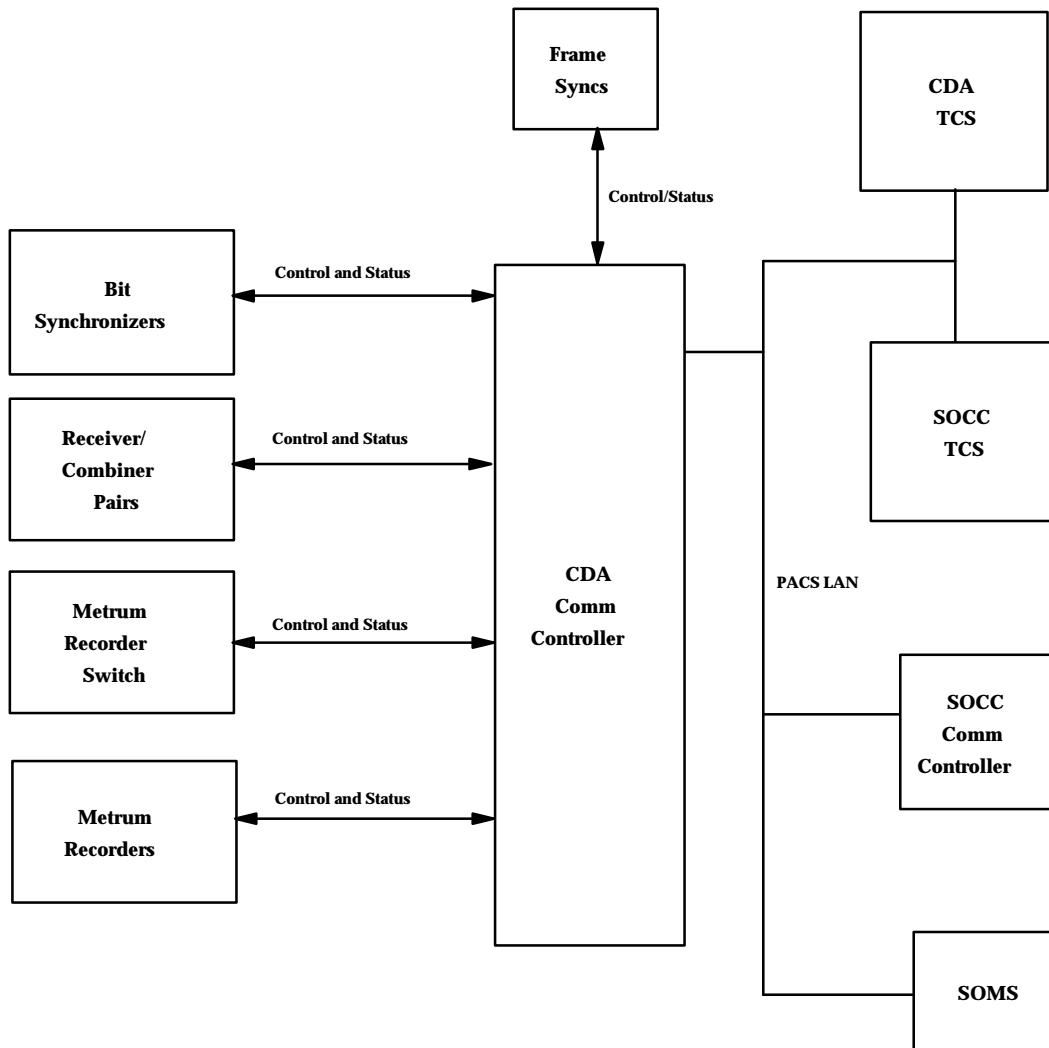 Frame
Syncs
CDA
TCS
Control/Status
Bit
Synchronizers
Control and Status
Receiver/
Combiner
Pairs
Control and Status
SOCC
TCS
Metrum
Recorder
Switch
Control and Status
CDA
Comm
Controller
PACS LAN
SOCC
Comm
Controller
Metrum
Recorders
Control and Status
SOMS